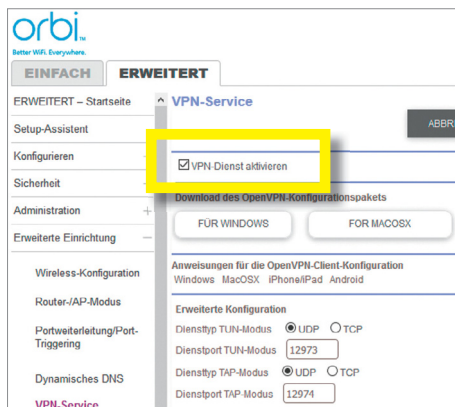 orbi™
Better WiFi. Everywhere.
EINFACH ERWEITERT
ERWEITERT – Startseite
Setup-Assistent
Konfigurieren
Sicherheit
Administration +
Erweiterte Einrichtung –
Wireless-Konfiguration
Router-/AP-Modus
Portweiterleitung/Port-
Triggering
Dynamisches DNS
VPN-Service
VPN-Service
ABBR
VPN-Dienst aktivieren
Download des OpenVPN-Konfigurationspakets
FÜR WINDOWS FOR MACOSX
Anweisungen für die OpenVPN-Client-Konfiguration
Windows MacOSX iPhone/iPad Android
Erweiterte Konfiguration
Diensttyp TUN-Modus UDP TCP
Dienstport TUN-Modus 12973
Diensttyp TAP-Modus UDP TCP
Dienstport TAP-Modus 12974